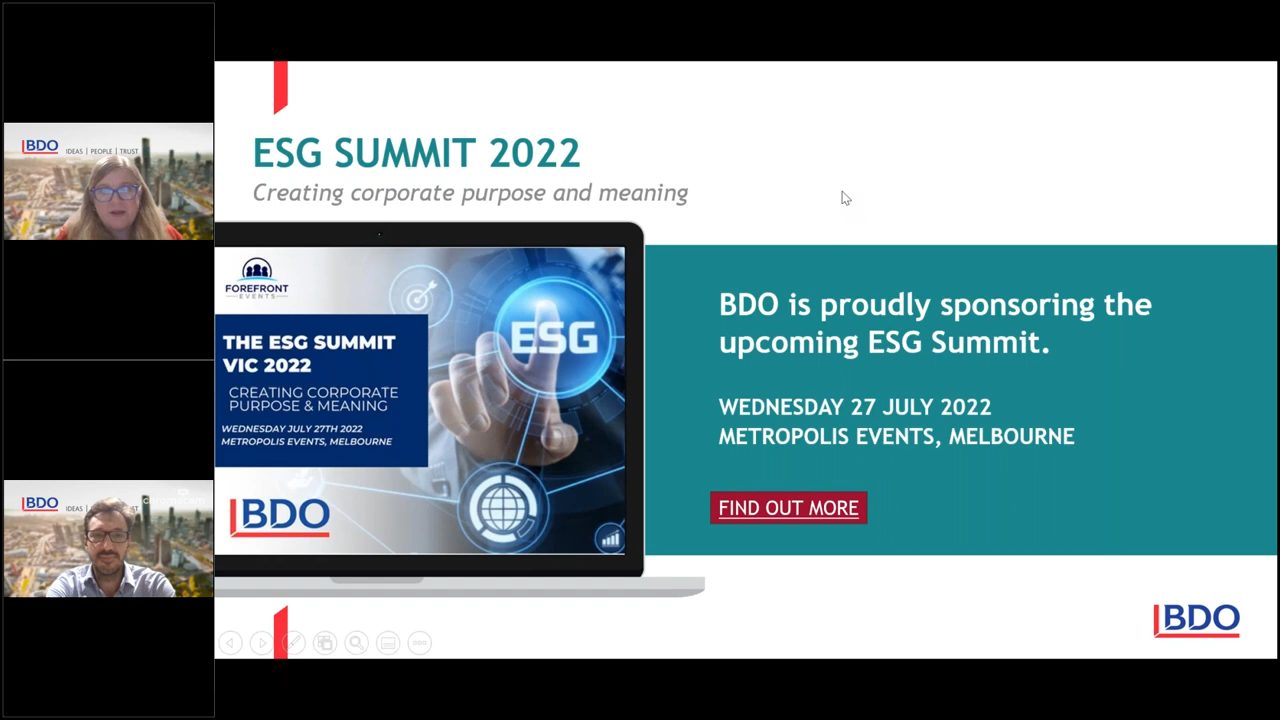 BDO
IDEAS | PEOPLE | TRUST
BDO
IDEAS
ST
ESG SUMMIT 2022
Creating corporate purpose and meaning
FOREFRONT
EVENTS
THE ESG SUMMIT
VIC 2022
CREATING CORPORATE
PURPOSE & MEANING
WEDNESDAY JULY 27TH 2022
METROPOLIS EVENTS, MELBOURNE
ESG
BDO
BDO is proudly sponsoring the
upcoming ESG Summit.
WEDNESDAY 27 JULY 2022
METROPOLIS EVENTS, MELBOURNE
FIND OUT MORE
BDO